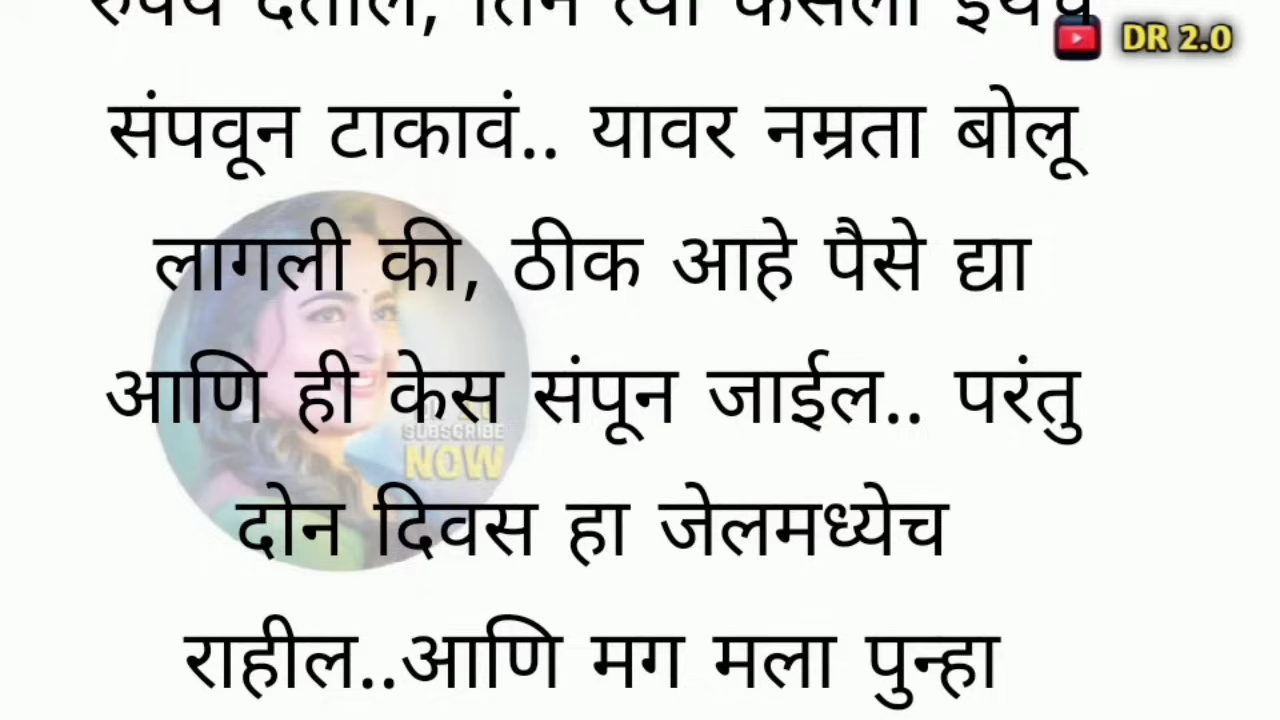 DR 2.0
संपवून टाकावं.. यावर नम्रता बोलू
लागली की, ठीक आहे पैसे द्या
आणि ही केस संपून जाईल.. परंतु
SUBSCRIBE
NOW
दोन दिवस हा जेलमध्येच
राहील..आणि मग मला पुन्हा